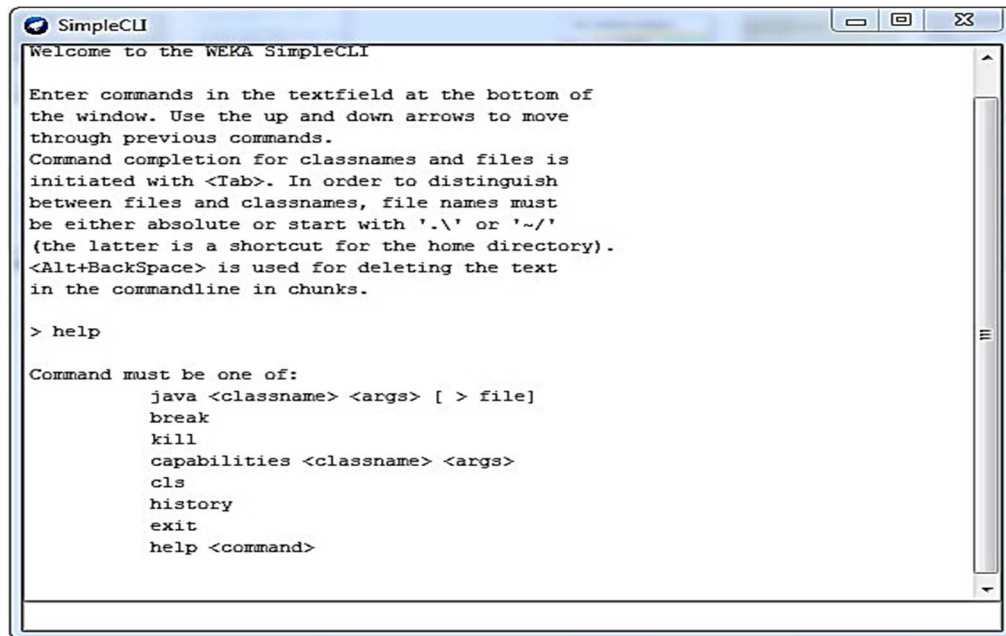 SimpleCLI
Welcome to the WEKA SimpleCLI
Enter commands in the textfield at the bottom of
the window. Use the up and down arrows to move
through previous commands.
Command completion for classnames and files is
initiated with <Tab>. In order to distinguish
between files and classnames, file names must
be either absolute or start with '.\' or '~/'
(the latter is a shortcut for the home directory).
<Alt+BackSpace> is used for deleting the text
in the commandline in chunks.
> help
Command must be one of:
java <classname> <args> [ > file]
break
kill
capabilities <classname> <args>
cls
history
exit
help <command>